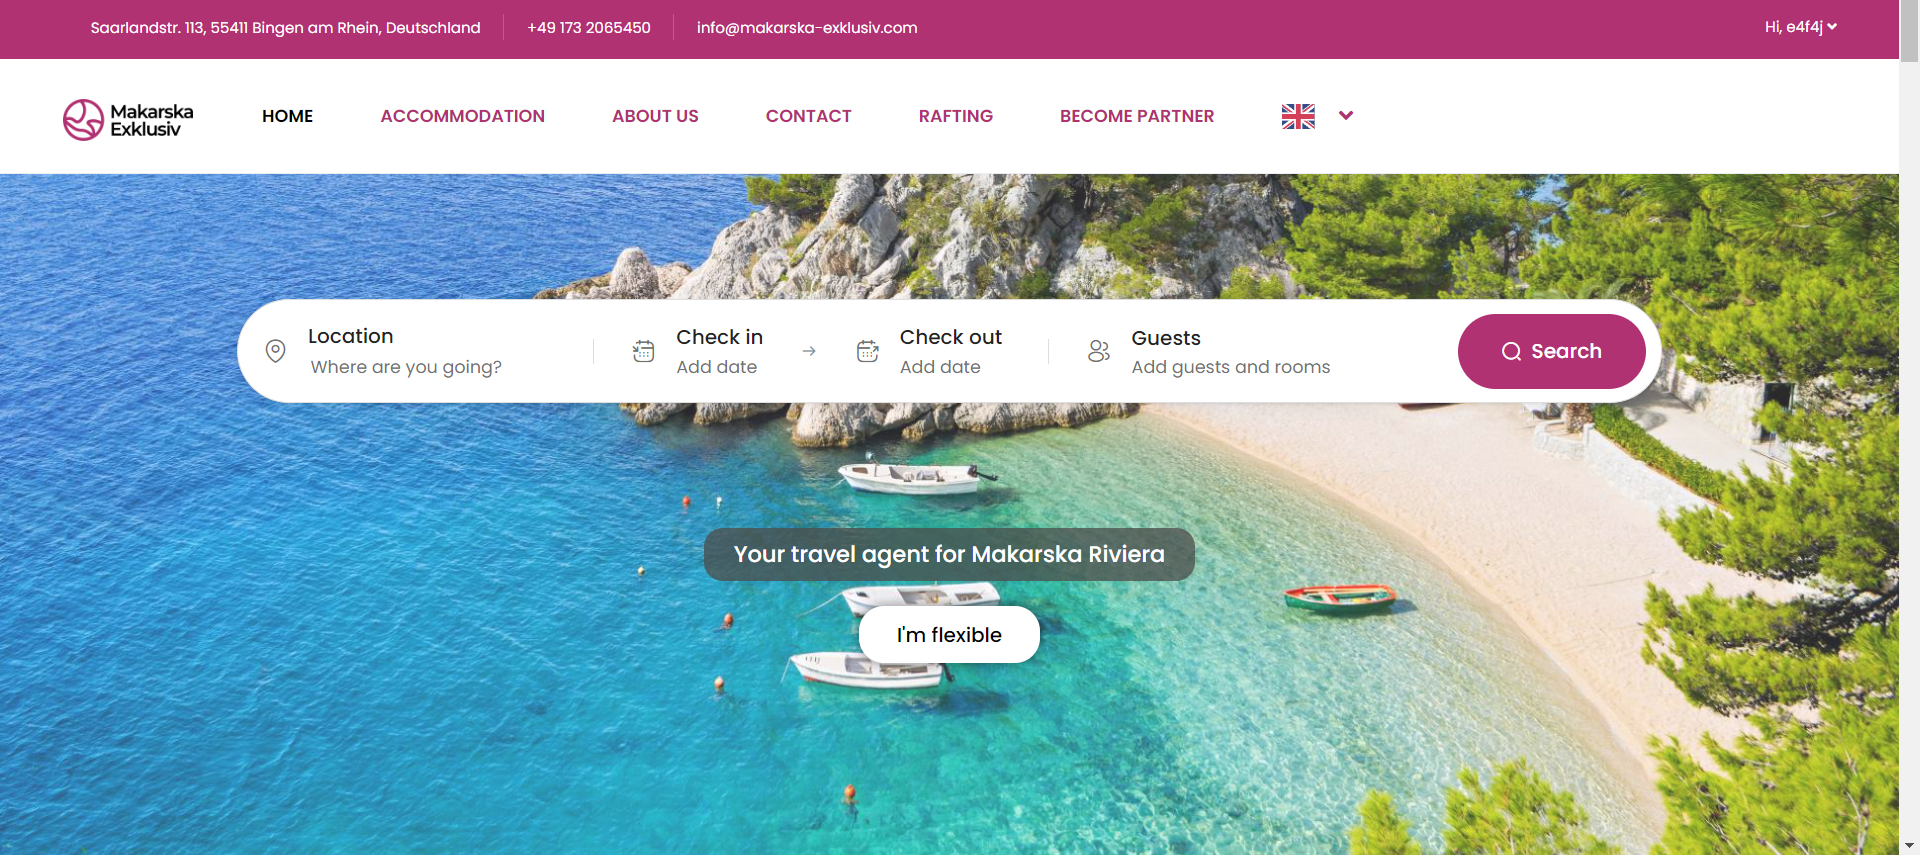 Saarlandstr. 113, 55411 Bingen am Rhein, Deutschland
+49 173 2065450
info@makarska-exklusiv.com
Hi, e4f4j
Makarska
Exklusiv
HOME
ACCOMMODATION
ABOUT US
CONTACT
RAFTING
BECOME PARTNER
Location
Where are you going?
Check in
Add date
Check out
Add date
Guests
Add guests and rooms
Search
Your travel agent for Makarska Riviera
I'm flexible